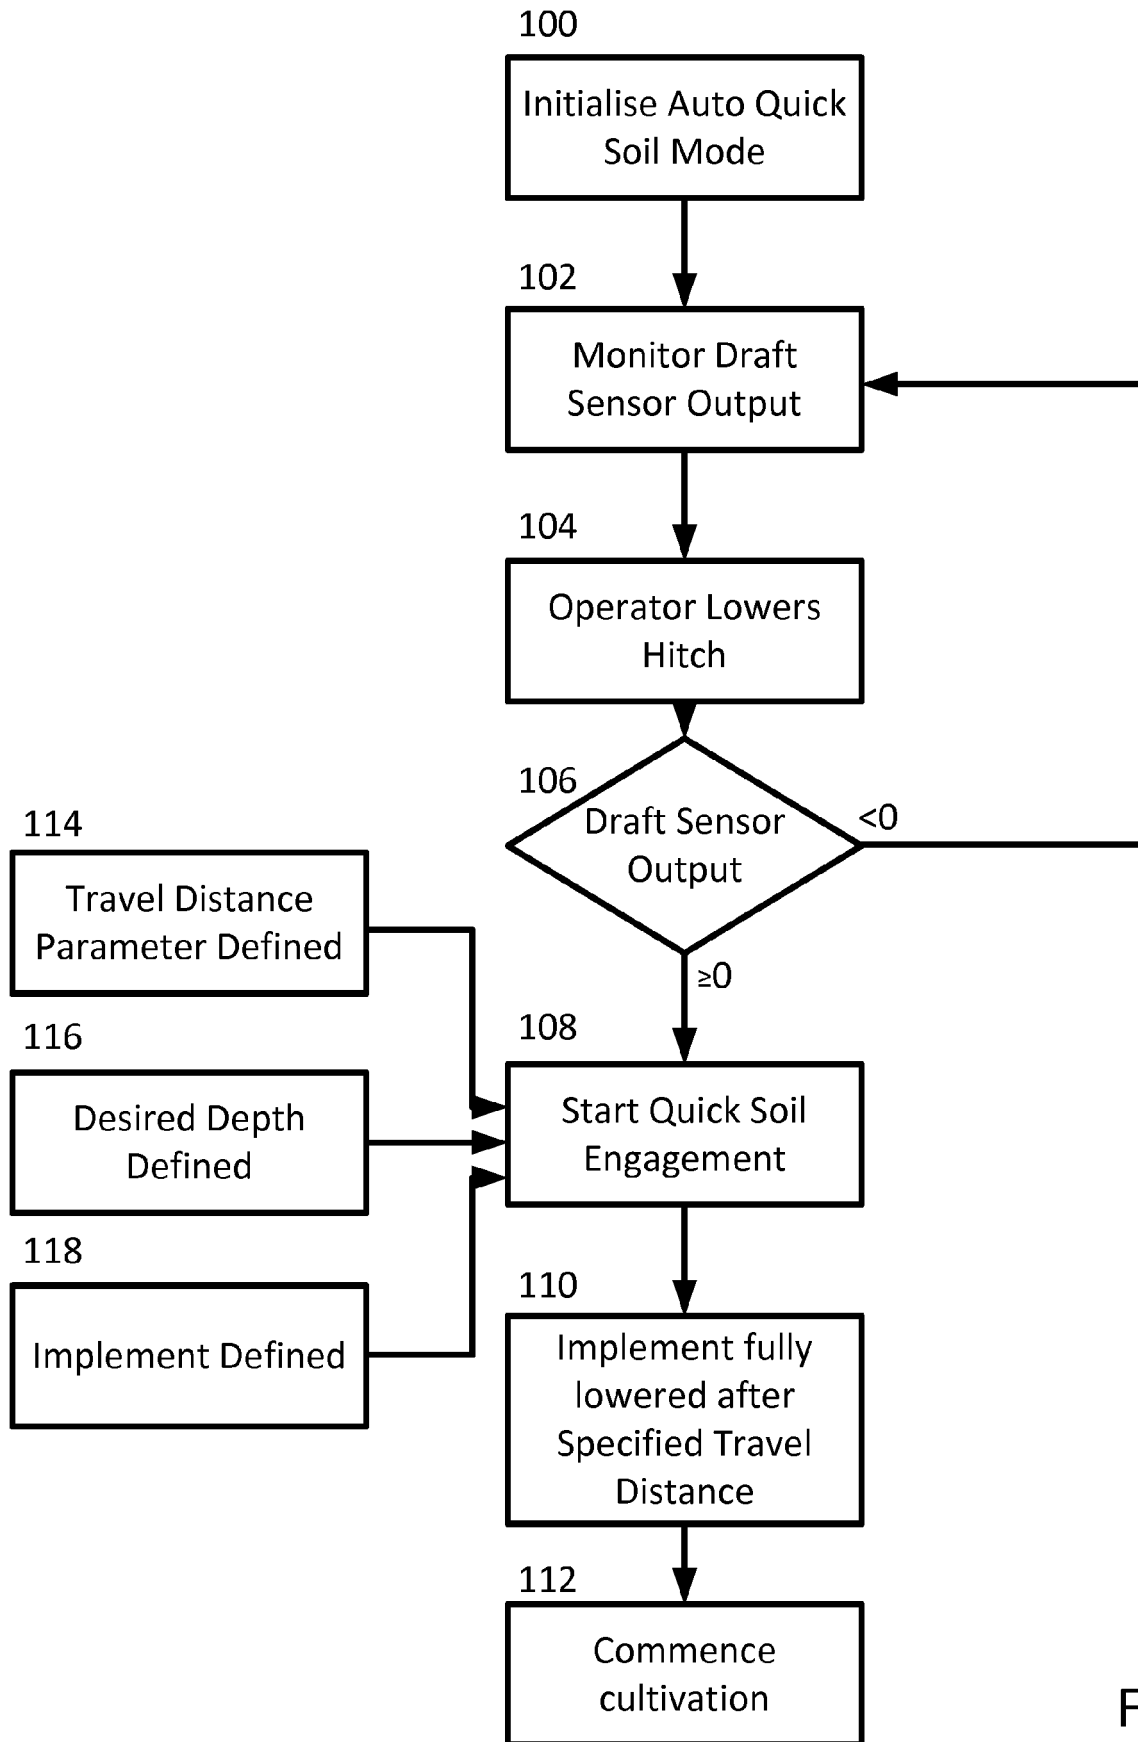 100
Initialise Auto Quick
Soil Mode
102
Monitor Draft
Sensor Output
104
Operator Lowers
Hitch
106
Draft Sensor
Output
<0
≥0
114
Travel Distance
Parameter Defined
116
Desired Depth
Defined
118
Implement Defined
108
Start Quick Soil
Engagement
110
Implement fully
lowered after
Specified Travel
Distance
112
Commence
cultivation
F